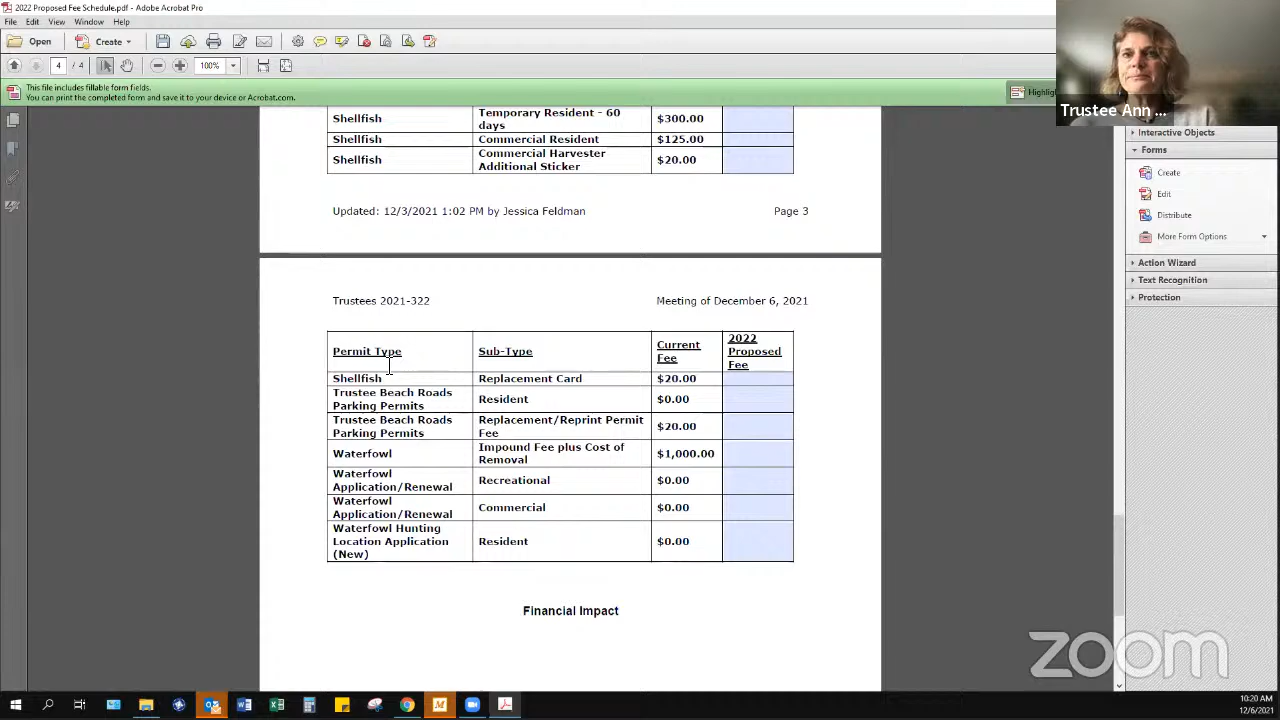 2022 Proposed Fee Schedule.pdf - Adobe Acrobat Pro
File Edit View Window Help
Open Create
4 / 4 100%
This file includes fillable form fields.
You can print the completed form and save it to your device or Acrobat.com.
Highlig
Trustee Ann ...
Interactive Objects
Forms
Create
Edit
Distribute
More Form Options
Action Wizard
Text Recognition
Protection
Shellfish Temporary Resident - 60 days $300.00
Shellfish Commercial Resident $125.00
Shellfish Commercial Harvester Additional Sticker $20.00
Updated: 12/3/2021 1:02 PM by Jessica Feldman Page 3
Trustees 2021-322 Meeting of December 6, 2021
Permit Type Sub-Type Current Fee 2022 Proposed Fee
Shellfish Replacement Card $20.00
Trustee Beach Roads Parking Permits Resident $0.00
Trustee Beach Roads Parking Permits Replacement/Reprint Permit Fee $20.00
Waterfowl Impound Fee plus Cost of Removal $1,000.00
Waterfowl Application/Renewal Recreational $0.00
Waterfowl Application/Renewal Commercial $0.00
Waterfowl Hunting Location Application (New) Resident $0.00
Financial Impact
zoom
10:20 AM
12/6/2021